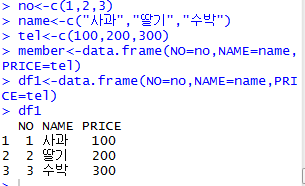 > no<-c(1,2,3)
> name<-c("사과","딸기","수박")
> tel<-c(100,200,300)
> member<-data.frame(NO=no,NAME=name,
PRICE=tel)
> df1<-data.frame(NO=no,NAME=name,PRI
CE=tel)
> df1
  NO NAME PRICE
1  1 사과   100
2  2 딸기   200
3  3 수박   300
>